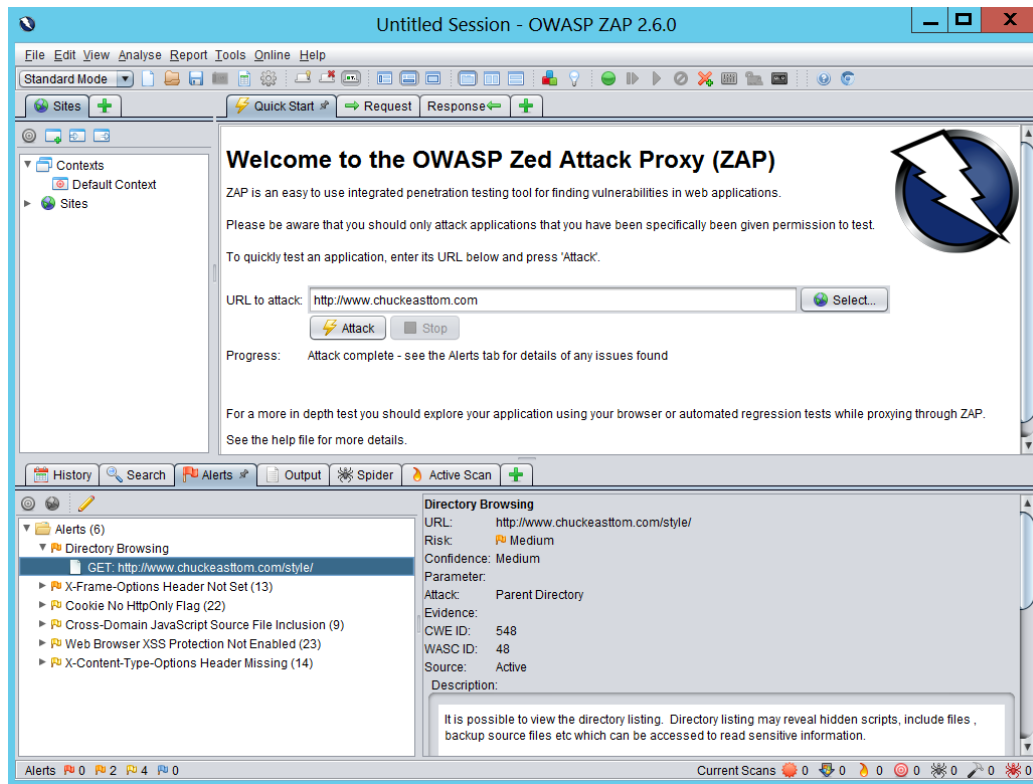 Untitled Session - OWASP ZAP 2.6.0
File Edit View Analyse Report Tools Online Help
Standard Mode
Sites
Quick Start
Request
Response
Contexts
Default Context
Sites
Welcome to the OWASP Zed Attack Proxy (ZAP)
ZAP is an easy to use integrated penetration testing tool for finding vulnerabilities in web applications.
Please be aware that you should only attack applications that you have been specifically been given permission to test.
To quickly test an application, enter its URL below and press 'Attack'.
URL to attack: http://www.chuckeasttom.com Select...
Attack Stop
Progress: Attack complete - see the Alerts tab for details of any issues found
For a more in depth test you should explore your application using your browser or automated regression tests while proxying through ZAP.
See the help file for more details.
History Search Alerts Output Spider Active Scan
Alerts (6)
Directory Browsing
GET: http://www.chuckeasttom.com/style/
X-Frame-Options Header Not Set (13)
Cookie No HttpOnly Flag (22)
Cross-Domain JavaScript Source File Inclusion (9)
Web Browser XSS Protection Not Enabled (23)
X-Content-Type-Options Header Missing (14)
Directory Browsing
URL: http://www.chuckeasttom.com/style/
Risk: Medium
Confidence: Medium
Parameter:
Attack: Parent Directory
Evidence:
CWE ID: 548
WASC ID: 48
Source: Active
Description:
It is possible to view the directory listing. Directory listing may reveal hidden scripts, include files ,
backup source files etc which can be accessed to read sensitive information.
Alerts 0 2 4 0 Current Scans 0 0 0 0 0 0 0